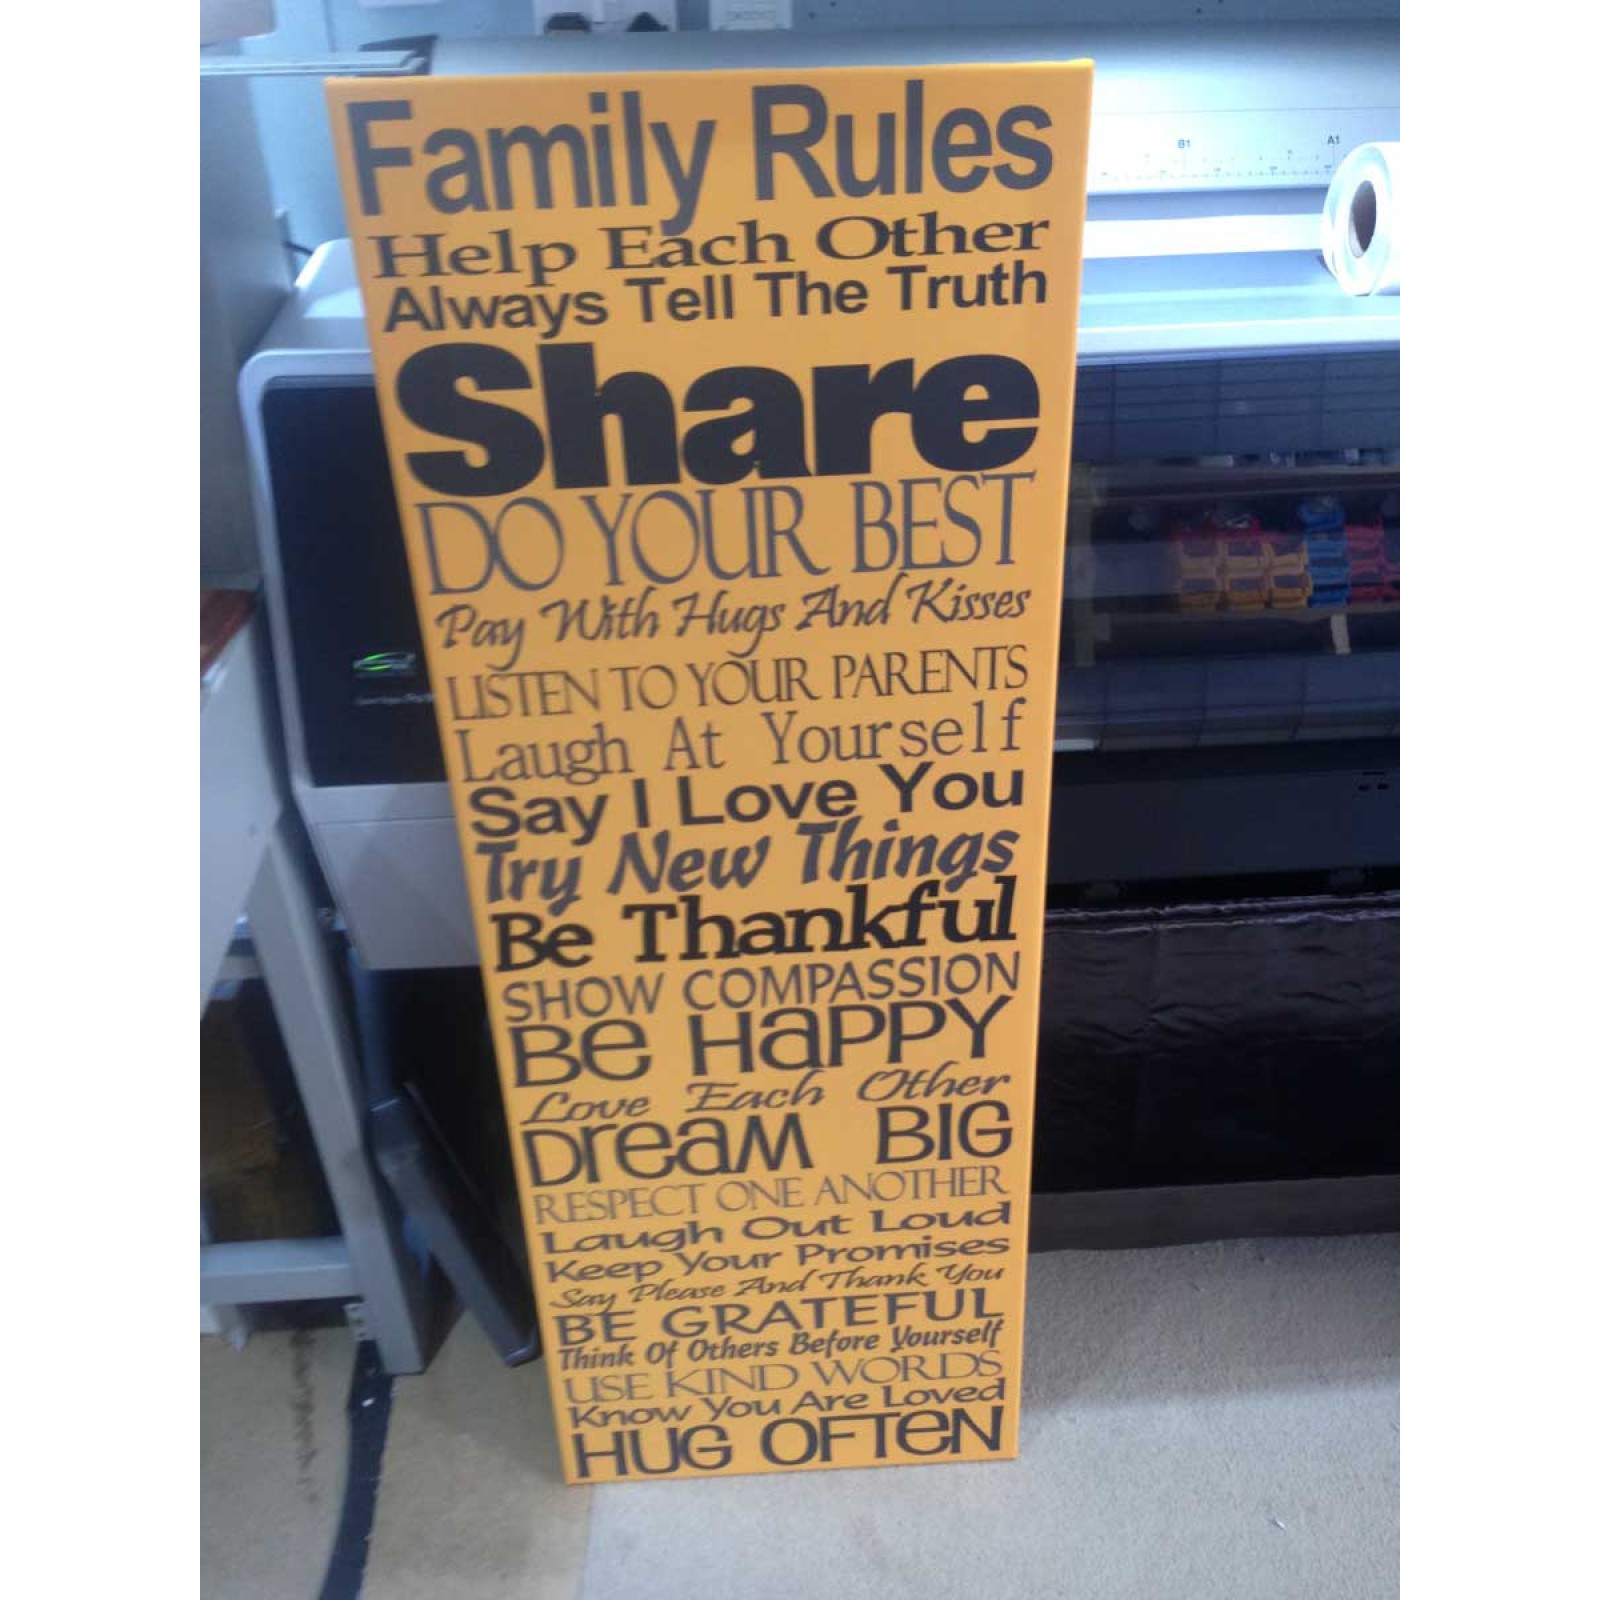 Family Rules
Help Each Other
Always Tell The Truth
Share
DO YOUR BEST
Pay With Hugs And Kisses
LISTEN TO YOUR PARENTS
Laugh At Yourself
Say I Love You
Try New Things
Be Thankful
SHOW COMPASSION
Be HaPPY
Love Each Other
DreaM BIG
RESPECT ONE ANOTHER
Laugh Out Loud
Keep Your Promises
Say Please And Thank You
BE GRATEFUL
Think Of Others Before Yourself
USE KIND WORDS
Know You Are Loved
HUG OFTeN
B1
A1